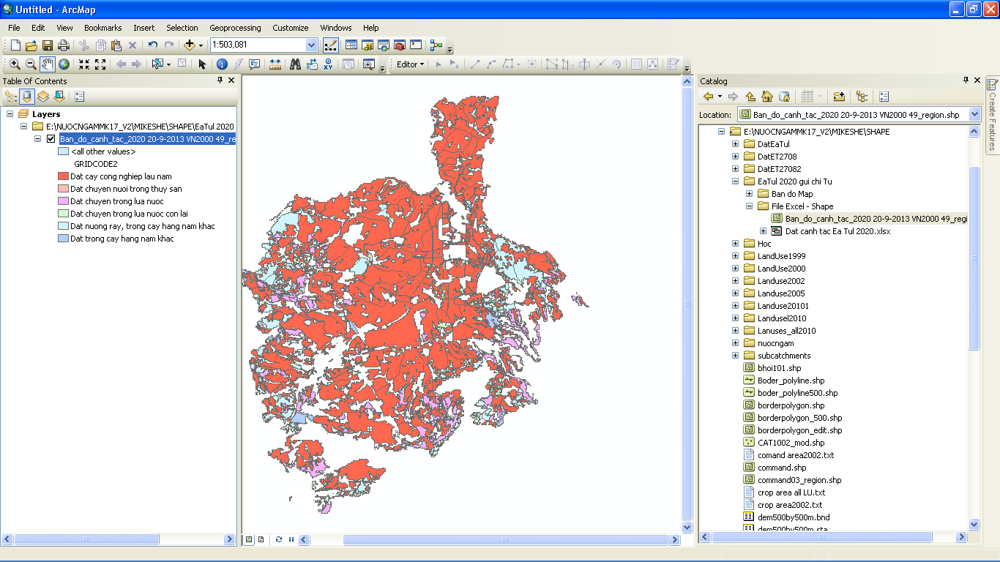 Untitled - ArcMap
File Edit View Bookmarks Insert Selection Geoprocessing Customize Windows Help
1:503,081
Editor
Table Of Contents
Layers
E:\NUOCNGAMMK17_V2\MIKESHE\SHAPE\EaTul 2020
Ban_do_canh_tac_2020 20-9-2013 VN2000 49_re
<all other values>
GRIDCODE2
Dat cay cong nghiep lau nam
Dat chuyen nuoi trong thuy san
Dat chuyen trong lua nuoc
Dat chuyen trong lua nuoc con lai
Dat nuong ray, trong cay hang nam khac
Dat trong cay hang nam khac
Catalog
Location: Ban_do_canh_tac_2020 20-9-2013 VN2000 49_region.shp
E:\NUOCNGAMMK17_V2\MIKESHE\SHAPE
DatEaTul
DatET2708
DatET27082
EaTul 2020 gui chi Tu
Ban do Map
File Excel - Shape
Ban_do_canh_tac_2020 20-9-2013 VN2000 49_regi
Dat canh tac Ea Tul 2020.xlsx
Hoc
LandUse1999
LandUse2000
Landuse2002
Landuse2005
Landuse20101
Landusel2010
Lanuses_all2010
nuocngam
subcatchments
bhoi101.shp
Boder_polyline.shp
boder_polyline500.shp
borderpolygon.shp
borderpolygon_500.shp
borderpolygon_edit.shp
CAT1002_mod.shp
comand area2002.txt
command.shp
command03_region.shp
crop area all LU.txt
crop area2002.txt
dem500by500m.bnd
dem500by500m.sta
Create Features